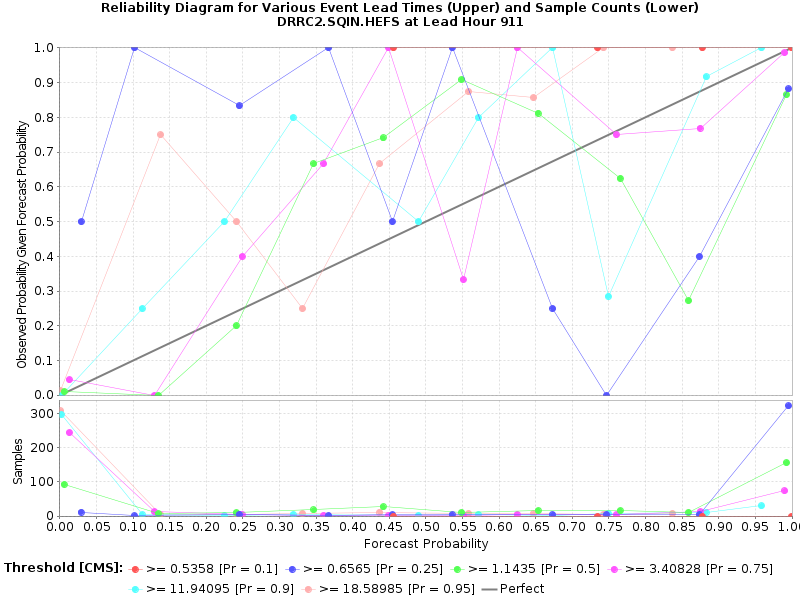 Reliability Diagram for Various Event Lead Times (Upper) and Sample Counts (Lower)
DRRC2.SQIN.HEFS at Lead Hour 911
Observed Probability Given Forecast Probability
1.0
0.9
0.8
0.7
0.6
0.5
0.4
0.3
0.2
0.1
0.0
Samples
300
200
100
0
0.00 0.05 0.10 0.15 0.20 0.25 0.30 0.35 0.40 0.45 0.50 0.55 0.60 0.65 0.70 0.75 0.80 0.85 0.90 0.95 1.0
Forecast Probability
Threshold [CMS]: >= 0.5358 [Pr = 0.1] >= 0.6565 [Pr = 0.25] >= 1.1435 [Pr = 0.5] >= 3.40828 [Pr = 0.75]
>= 11.94095 [Pr = 0.9] >= 18.58985 [Pr = 0.95] Perfect